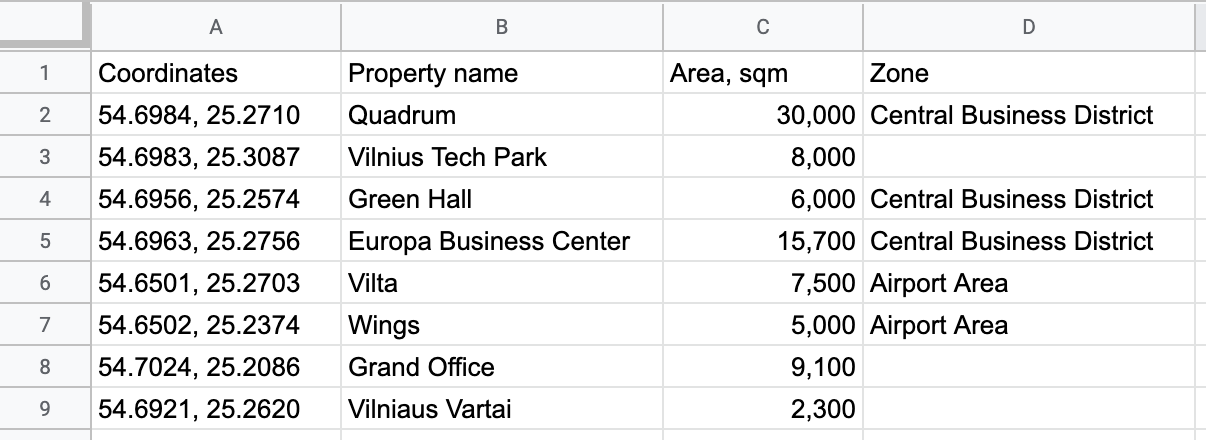 A B C D
1 Coordinates Property name Area, sqm Zone
2 54.6984, 25.2710 Quadrum 30,000 Central Business District
3 54.6983, 25.3087 Vilnius Tech Park 8,000
4 54.6956, 25.2574 Green Hall 6,000 Central Business District
5 54.6963, 25.2756 Europa Business Center 15,700 Central Business District
6 54.6501, 25.2703 Vilta 7,500 Airport Area
7 54.6502, 25.2374 Wings 5,000 Airport Area
8 54.7024, 25.2086 Grand Office 9,100
9 54.6921, 25.2620 Vilniaus Vartai 2,300